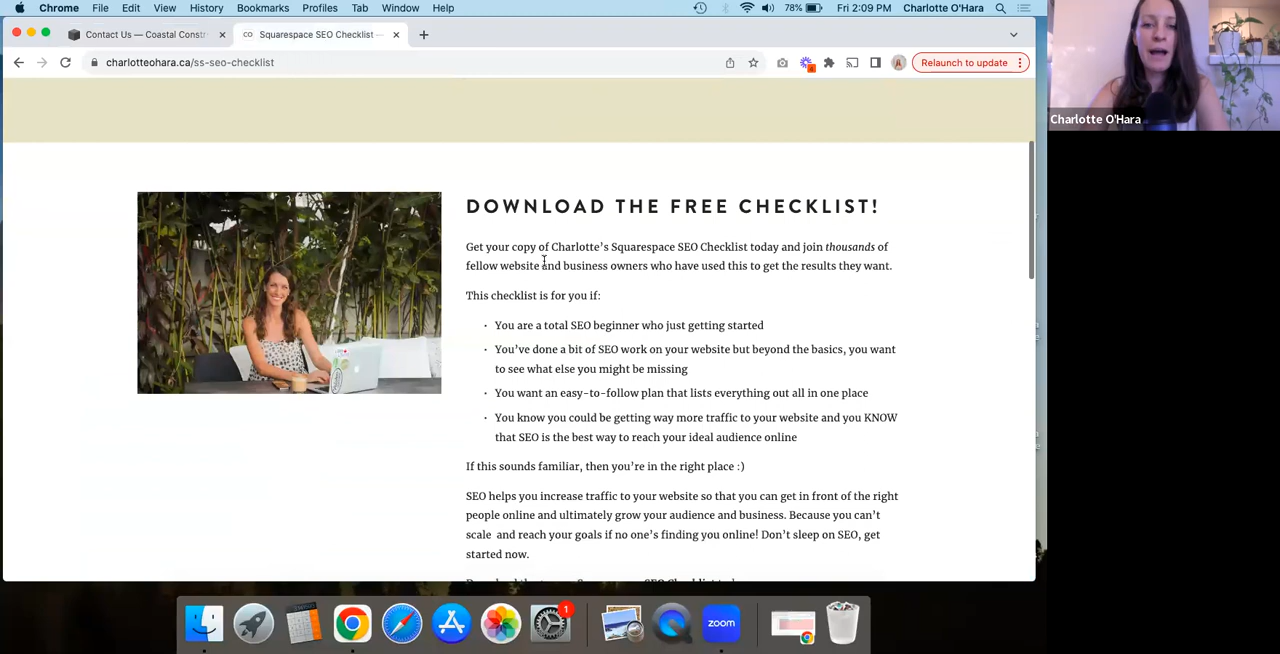 Chrome File Edit View History Bookmarks Profiles Tab Window Help 78% Fri 2:09 PM Charlotte O'Hara
Contact Us — Coastal Constr
CO Squarespace SEO Checklist —
charlotteohara.ca/ss-seo-checklist
Relaunch to update
Charlotte O'Hara
DOWNLOAD THE FREE CHECKLIST!
Get your copy of Charlotte's Squarespace SEO Checklist today and join thousands of
fellow website and business owners who have used this to get the results they want.
This checklist is for you if:
· You are a total SEO beginner who just getting started
· You've done a bit of SEO work on your website but beyond the basics, you want
to see what else you might be missing
· You want an easy-to-follow plan that lists everything out all in one place
· You know you could be getting way more traffic to your website and you KNOW
that SEO is the best way to reach your ideal audience online
If this sounds familiar, then you're in the right place :)
SEO helps you increase traffic to your website so that you can get in front of the right
people online and ultimately grow your audience and business. Because you can't
scale and reach your goals if no one's finding you online! Don't sleep on SEO, get
started now.
1
zoom